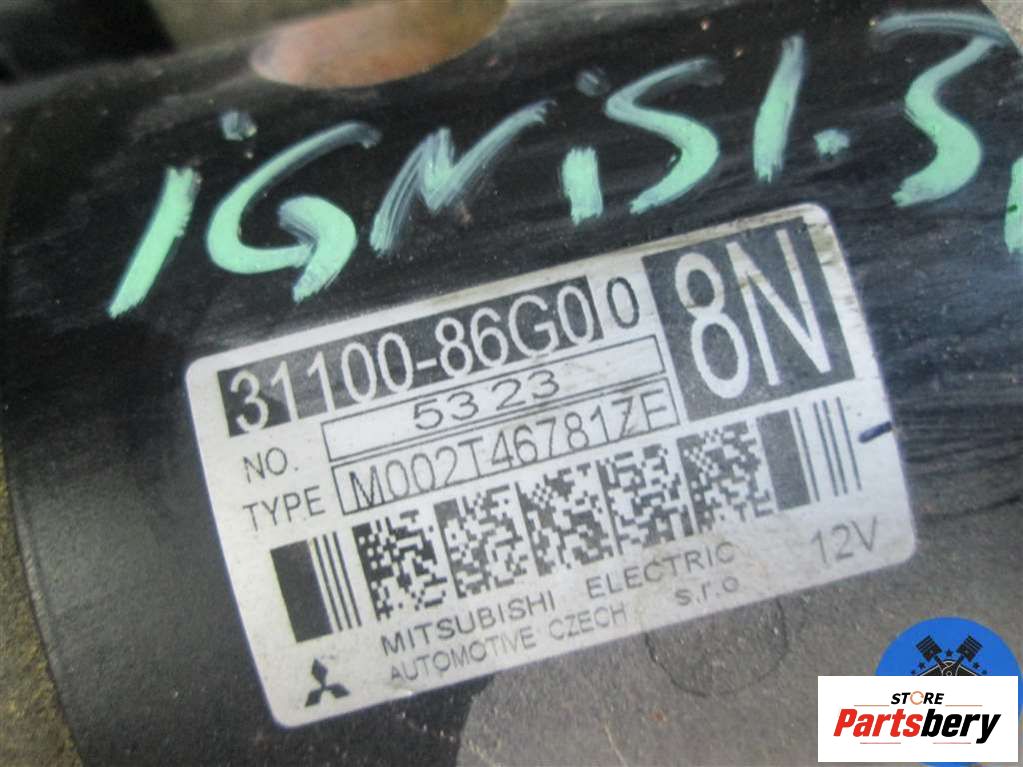 IGNiS1.3
31100-86G00
8N
NO. 5323
TYPE M002T46781ZE
MITSUBISHI ELECTRIC
AUTOMOTIVE CZECH s.r.o
12V
STORE
Partsbery